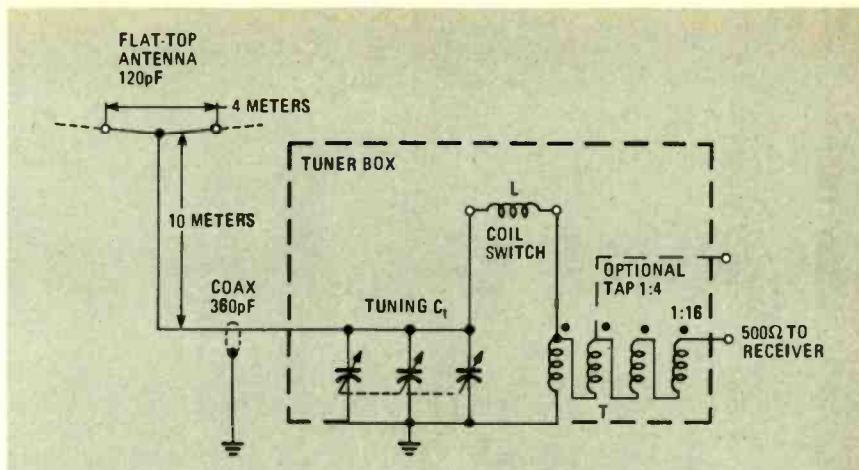 FLAT-TOP
ANTENNA
120pF
4 METERS
TUNER BOX
10 METERS
L
COIL
SWITCH
OPTIONAL
TAP 1:4
COAX
360pF
TUNING Cₜ
1:16
500Ω TO
RECEIVER
T